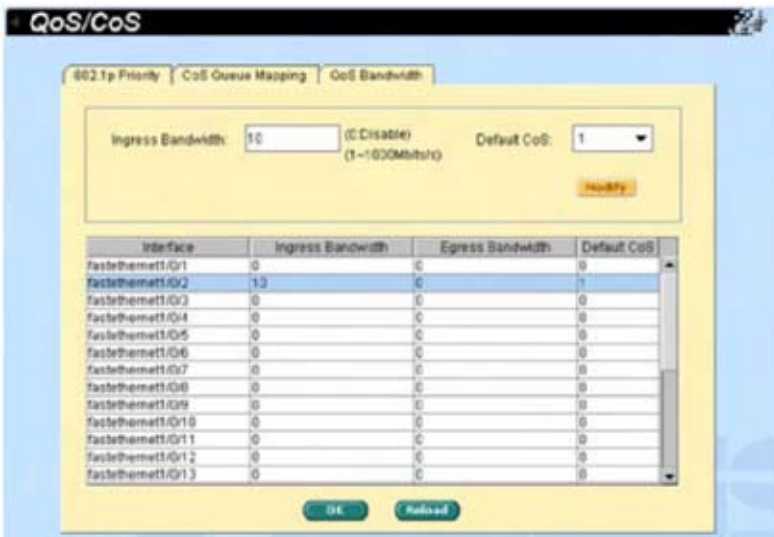 QoS/CoS
802.1p Priority CoS Queue Mapping QoS Bandwidth
Ingress Bandwidth: 10 (0:Disable) Default CoS: 1
(1~1000Mbits/s)
Modify
Interface Ingress Bandwidth Egress Bandwidth Default CoS
fastethernet1/0/1 0 0 0
fastethernet1/0/2 10 0 1
fastethernet1/0/3 0 0 0
fastethernet1/0/4 0 0 0
fastethernet1/0/5 0 0 0
fastethernet1/0/6 0 0 0
fastethernet1/0/7 0 0 0
fastethernet1/0/8 0 0 0
fastethernet1/0/9 0 0 0
fastethernet1/0/10 0 0 0
fastethernet1/0/11 0 0 0
fastethernet1/0/12 0 0 0
fastethernet1/0/13 0 0 0
OK Reload